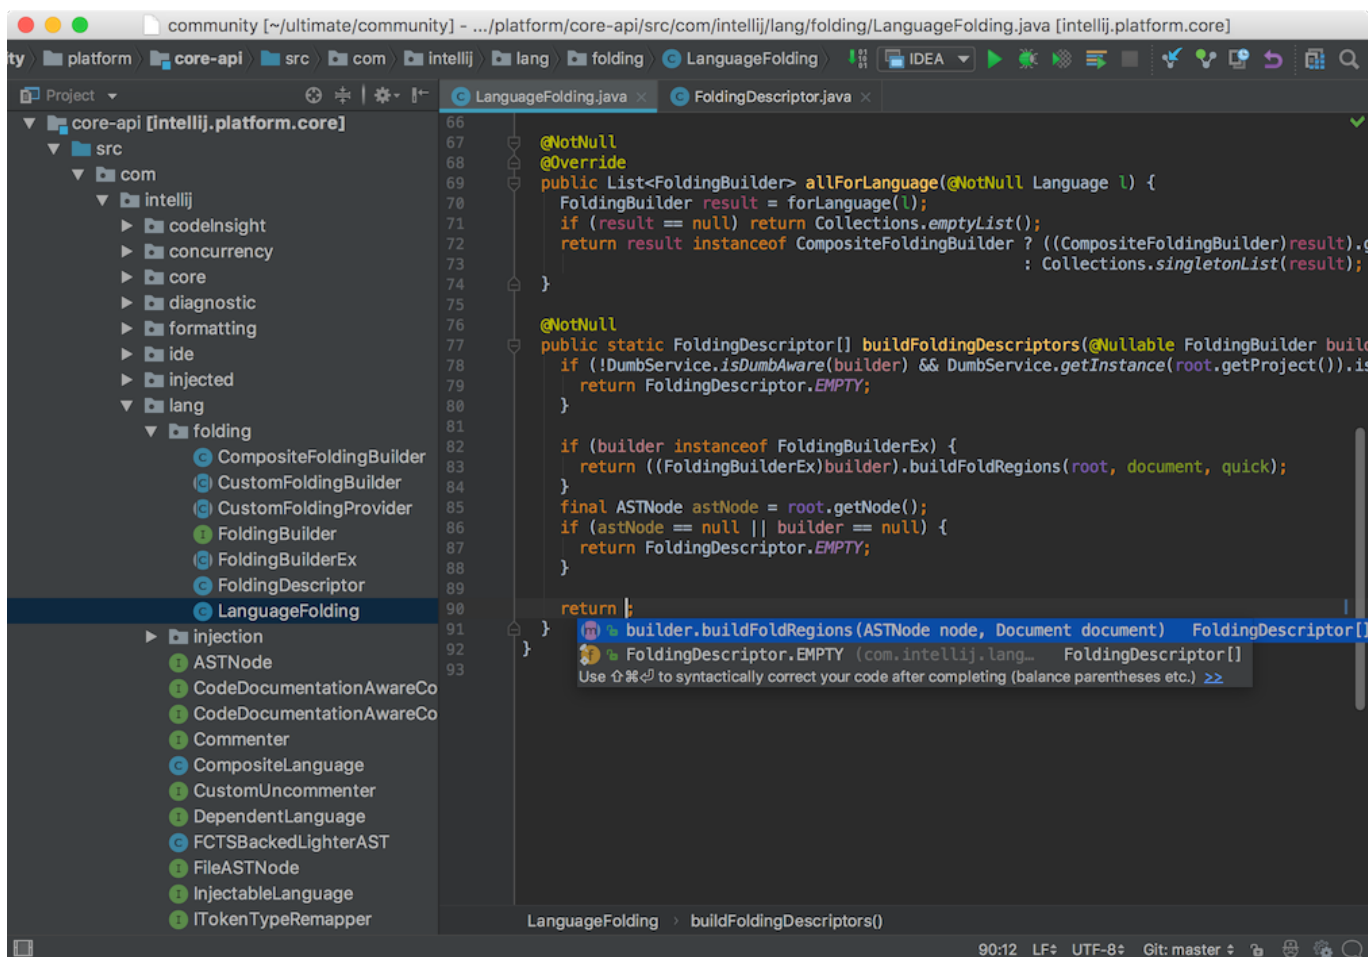 community [~/ultimate/community] - .../platform/core-api/src/com/intellij/lang/folding/LanguageFolding.java [intellij.platform.core]
ty platform core-api src com intellij lang folding LanguageFolding IDEA
Project
LanguageFolding.java FoldingDescriptor.java
core-api [intellij.platform.core]
src
com
intellij
codeInsight
concurrency
core
diagnostic
formatting
ide
injected
lang
folding
CompositeFoldingBuilder
CustomFoldingBuilder
CustomFoldingProvider
FoldingBuilder
FoldingBuilderEx
FoldingDescriptor
LanguageFolding
injection
ASTNode
CodeDocumentationAwareCo
CodeDocumentationAwareCo
Commenter
CompositeLanguage
CustomUncommenter
DependentLanguage
FCTSBackedLighterAST
FileASTNode
InjectableLanguage
ITokenTypeRemapper
66
67 @NotNull
68 @Override
69 public List<FoldingBuilder> allForLanguage(@NotNull Language l) {
70 FoldingBuilder result = forLanguage(l);
71 if (result == null) return Collections.emptyList();
72 return result instanceof CompositeFoldingBuilder ? ((CompositeFoldingBuilder)result).g
73 : Collections.singletonList(result);
74 }
75
76 @NotNull
77 public static FoldingDescriptor[] buildFoldingDescriptors(@Nullable FoldingBuilder build
78 if (!DumbService.isDumbAware(builder) && DumbService.getInstance(root.getProject()).is
79 return FoldingDescriptor.EMPTY;
80 }
81
82 if (builder instanceof FoldingBuilderEx) {
83 return ((FoldingBuilderEx)builder).buildFoldRegions(root, document, quick);
84 }
85 final ASTNode astNode = root.getNode();
86 if (astNode == null || builder == null) {
87 return FoldingDescriptor.EMPTY;
88 }
89
90 return ;
91 }
92 }
93
builder.buildFoldRegions(ASTNode node, Document document) FoldingDescriptor[]
FoldingDescriptor.EMPTY (com.intellij.lang… FoldingDescriptor[]
Use ⇧⌘⏎ to syntactically correct your code after completing (balance parentheses etc.) >>
LanguageFolding › buildFoldingDescriptors()
90:12 LF UTF-8 Git: master